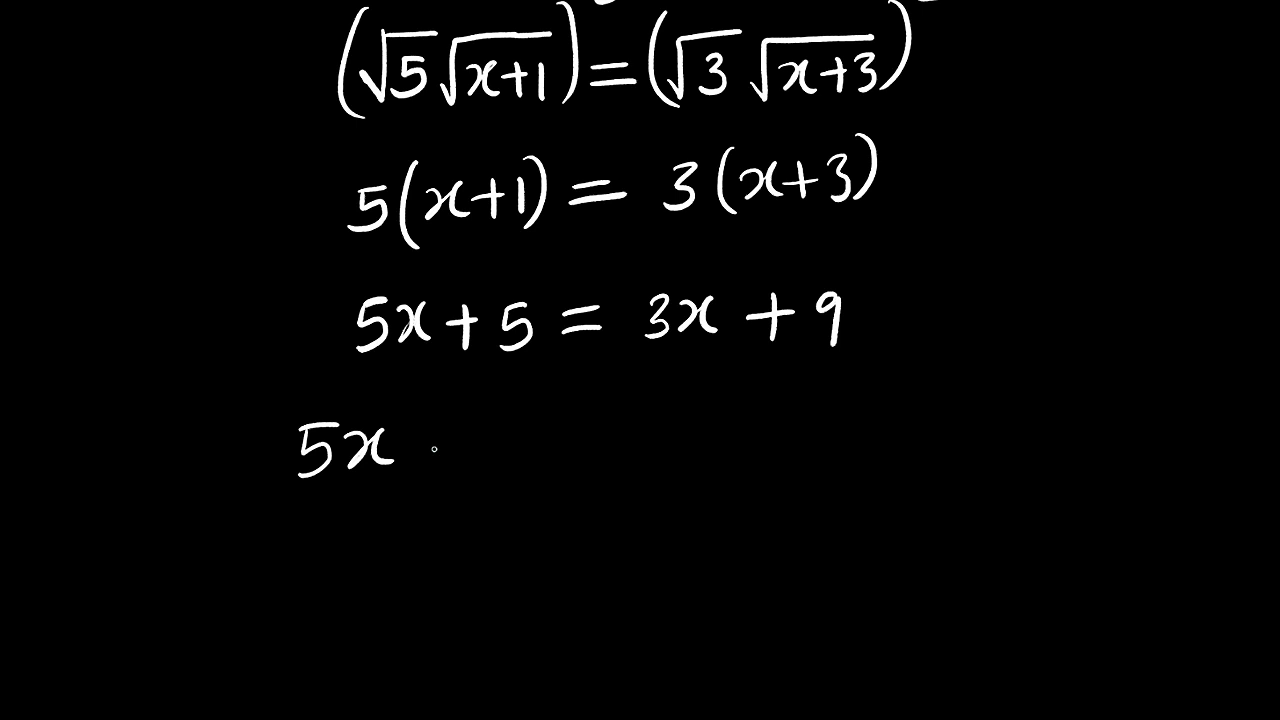 (√5√x+1) = (√3 √x+3)
5(x+1) = 3(x+3)
5x+5 = 3x+9
5x